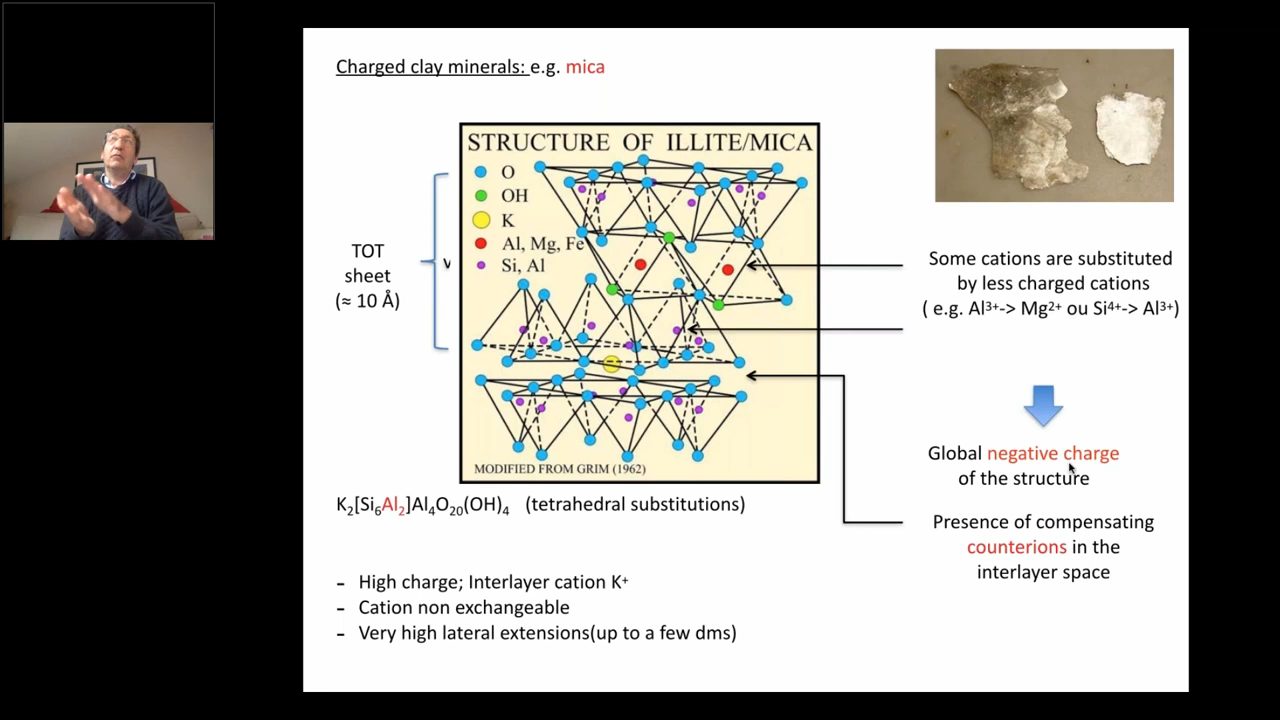 Charged clay minerals: e.g. mica
STRUCTURE OF ILLITE/MICA
O
OH
K
Al, Mg, Fe
Si, Al
TOT
sheet
(≈ 10 Å)
v
MODIFIED FROM GRIM (1962)
Some cations are substituted
by less charged cations
( e.g. Al³⁺-> Mg²⁺ ou Si⁴⁺-> Al³⁺)
Global negative charge
of the structure
Presence of compensating
counterions in the
interlayer space
K₂[Si₆Al₂]Al₄O₂₀(OH)₄ (tetrahedral substitutions)
- High charge; Interlayer cation K⁺
- Cation non exchangeable
- Very high lateral extensions(up to a few dms)